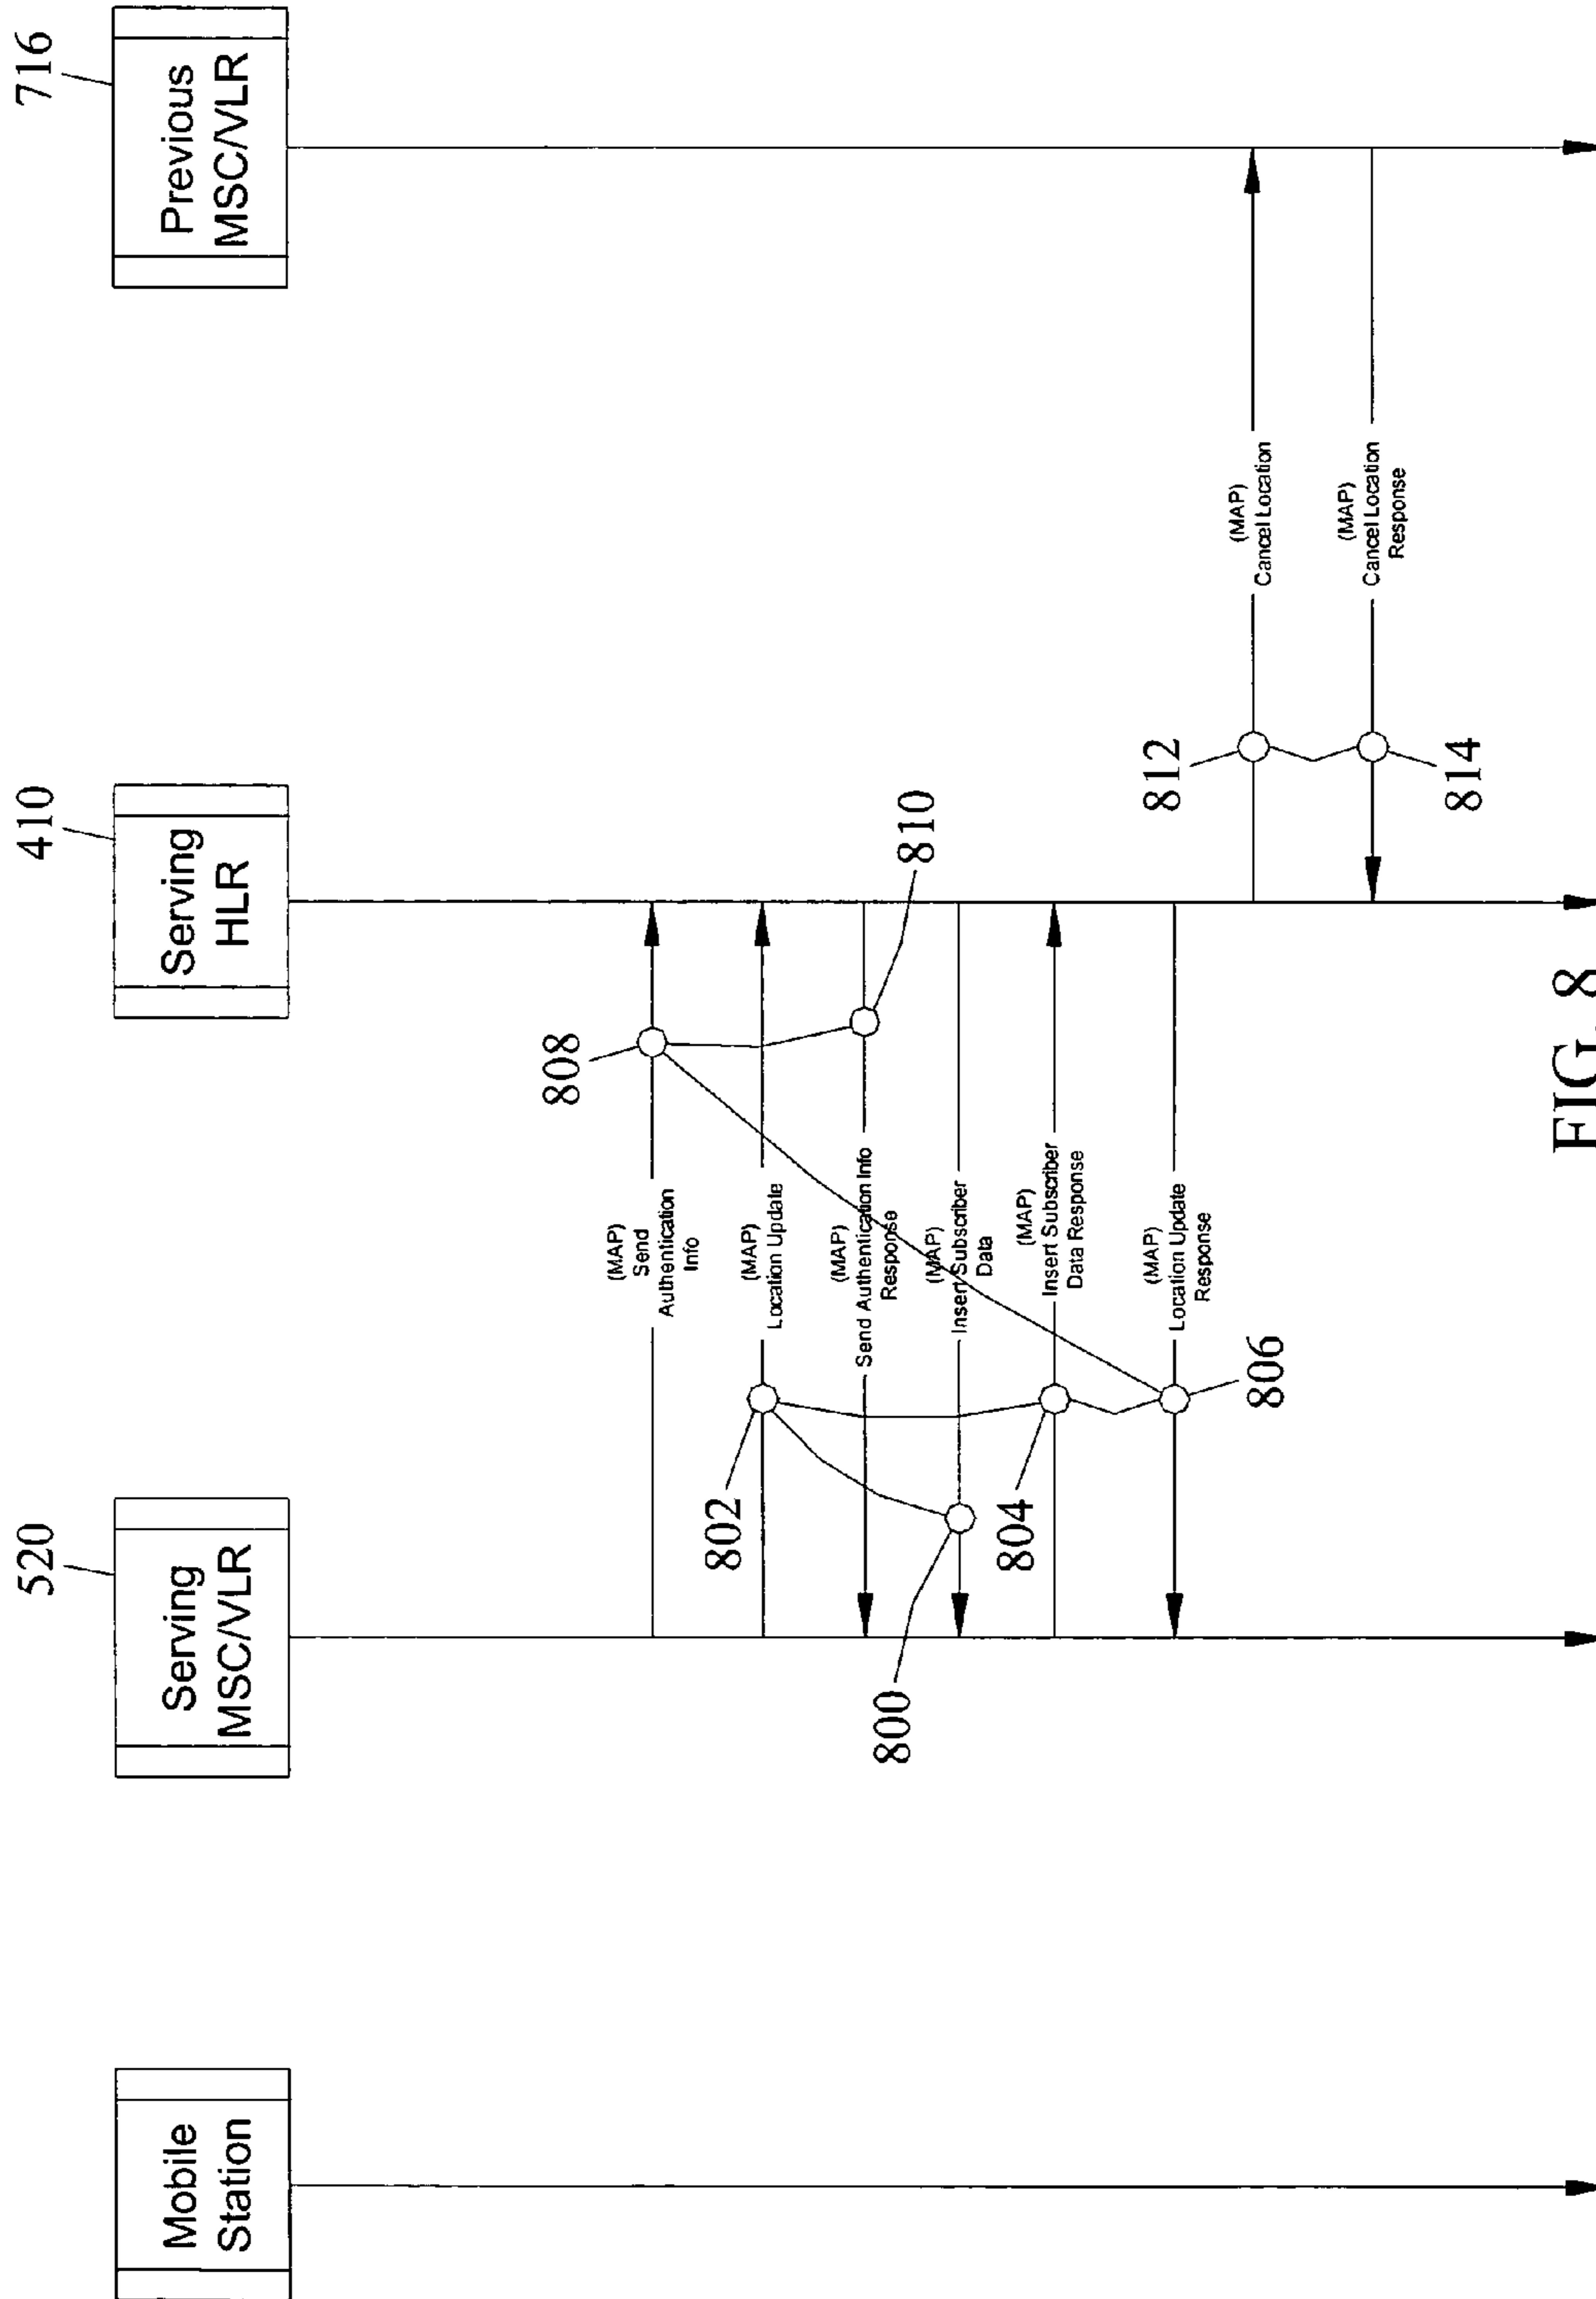 Mobile
Station
520
Serving
MSC/VLR
410
Serving
HLR
716
Previous
MSC/VLR
808
(MAP)
Send
Authentication
Info
802
(MAP)
Location Update
810
(MAP)
Send Authentication Info
Response
800
(MAP)
Insert Subscriber
Data
804
(MAP)
Insert Subscriber
Data Response
806
(MAP)
Location Update
Response
812
(MAP)
Cancel Location
814
(MAP)
Cancel Location
Response
FIG. 8